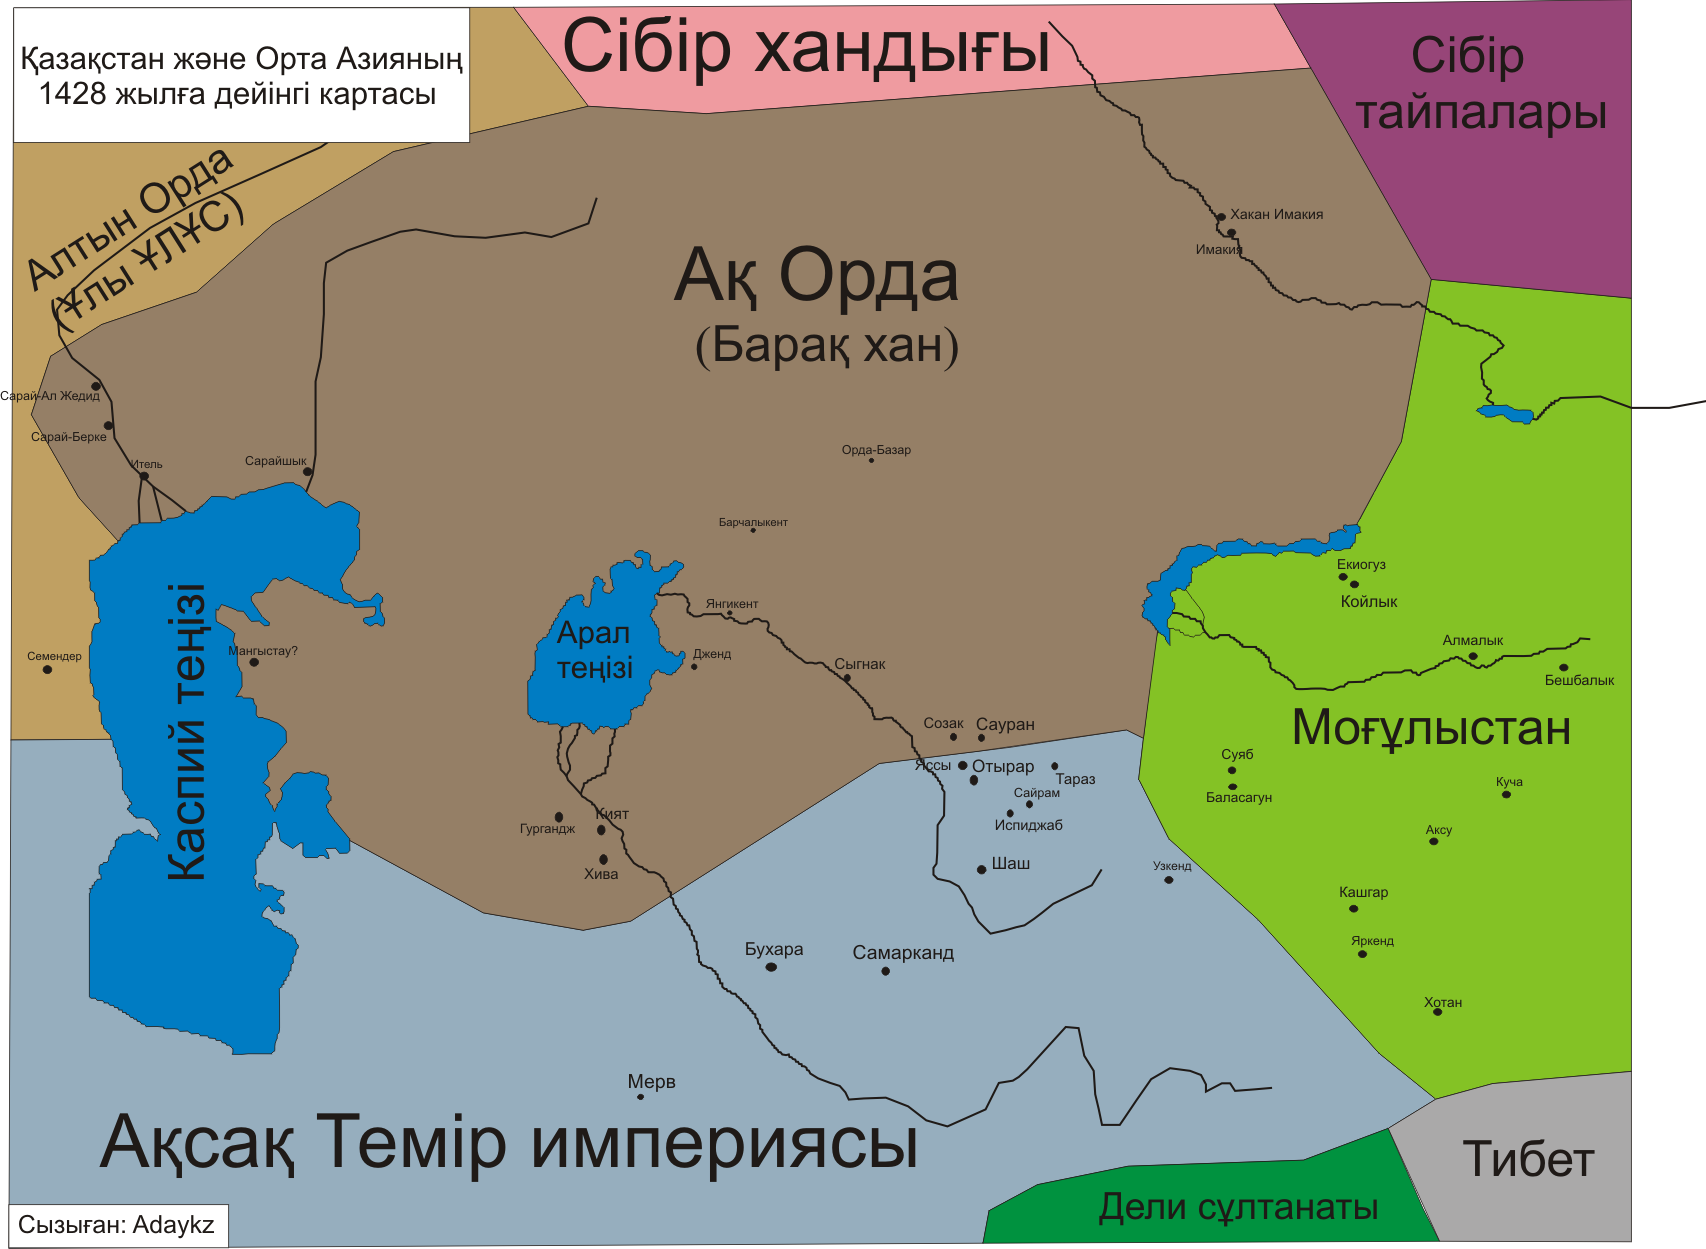 Қазақстан және Орта Азияның
1428 жылға дейінгі картасы
Сібір хандығы
Сібір
тайпалары
Алтын Орда
(Ұлы ҰЛҰС)
Хакан Имакия
Имакия
Ақ Орда
(Барақ хан)
Сарай-Ал Жедид
Сарай-Берке
Итель
Сарайшык
Орда-Базар
Барчалыкент
Екиогуз
Койлык
Янгикент
Арал
теңізі
Дженд
Сыгнак
Алмалык
Бешбалык
Семендер
Мангыстау?
Каспий теңізі
Созак
Сауран
Моғұлыстан
Яссы
Отырар
Тараз
Суяб
Баласагун
Куча
Сайрам
Испиджаб
Гургандж
Кият
Аксу
Хива
Шаш
Узкенд
Кашгар
Яркенд
Бухара
Самарканд
Хотан
Мерв
Ақсақ Темір империясы
Тибет
Дели сұлтанаты
Сызыған: Adaykz